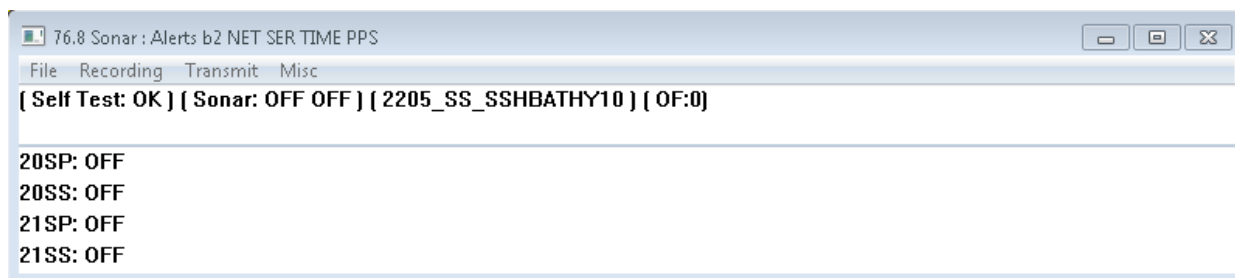 76.8 Sonar : Alerts b2 NET SER TIME PPS
File Recording Transmit Misc
( Self Test: OK ) ( Sonar: OFF OFF ) ( 2205_SS_SSHBATHY10 ) ( OF:0)
20SP: OFF
20SS: OFF
21SP: OFF
21SS: OFF